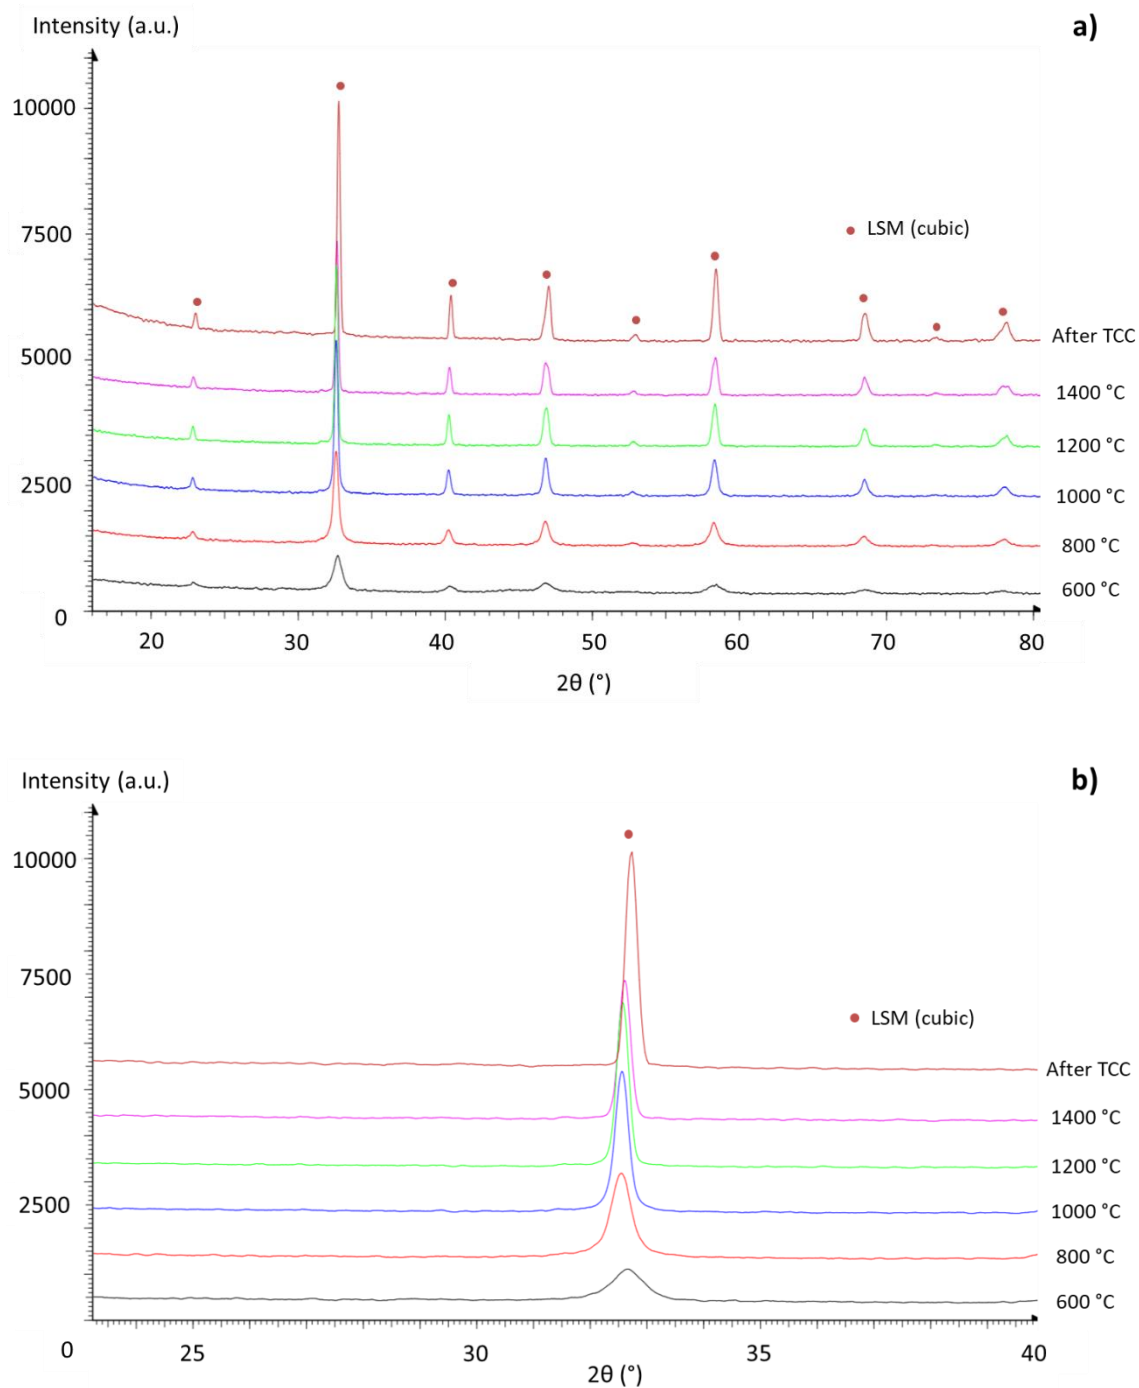 Intensity (a.u.)
a)
10000
7500
LSM (cubic)
5000
After TCC
1400 °C
1200 °C
2500
1000 °C
800 °C
600 °C
0
20 30 40 50 60 70 80
2θ (°)
Intensity (a.u.)
b)
10000
7500
LSM (cubic)
5000
After TCC
1400 °C
1200 °C
2500
1000 °C
800 °C
600 °C
0
25 30 35 40
2θ (°)